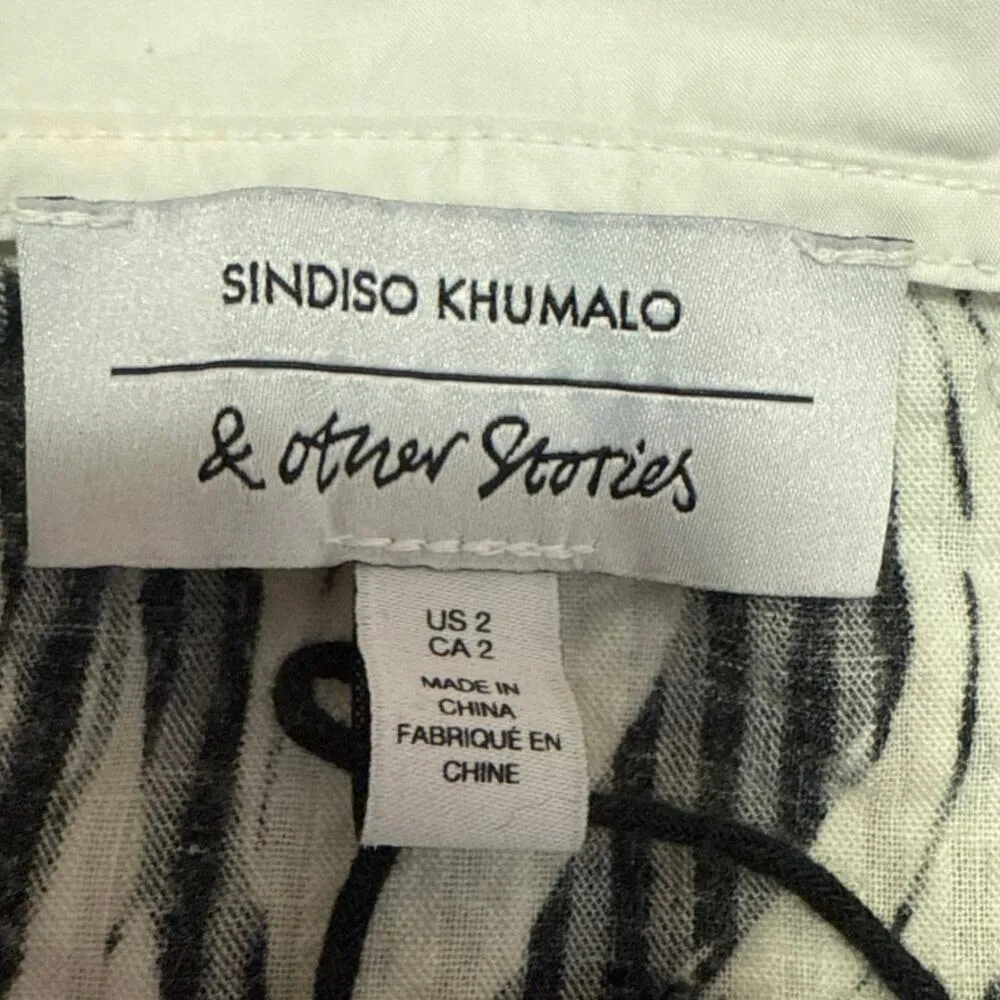 SINDISO KHUMALO
& other Stories
US 2
CA 2
MADE IN
CHINA
FABRIQUÉ EN
CHINE